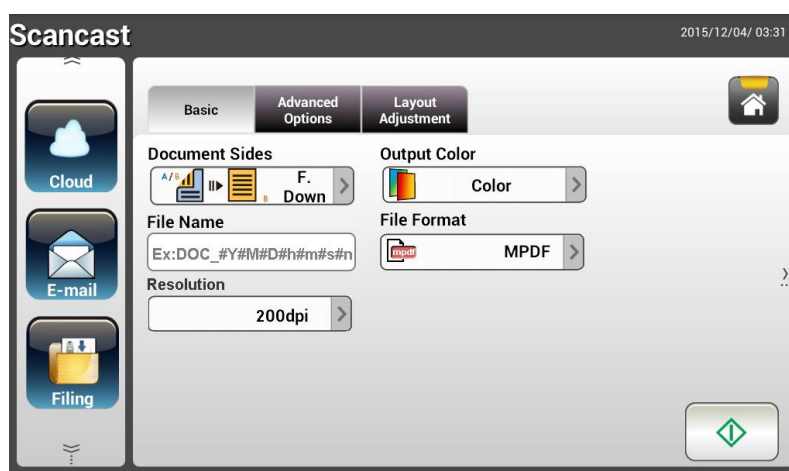 Scancast
2015/12/04/ 03:31
Cloud
E-mail
Filing
Basic
Advanced
Options
Layout
Adjustment
Document Sides
A/B
B
F.
Down
Output Color
Color
File Name
Ex:DOC_#Y#M#D#h#m#s#n
File Format
mpdf
MPDF
Resolution
200dpi